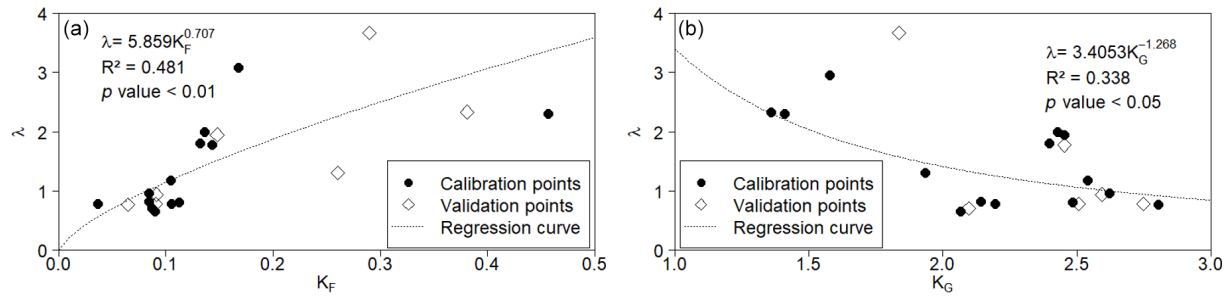 (a)
λ= 5.859K_F^0.707
R² = 0.481
p value < 0.01
4
3
2
1
0
λ
Calibration points
Validation points
Regression curve
0.0 0.1 0.2 0.3 0.4 0.5
K_F
(b)
λ= 3.4053K_G^−1.268
R² = 0.338
p value < 0.05
4
3
2
1
0
λ
Calibration points
Validation points
Regression curve
1.0 1.5 2.0 2.5 3.0
K_G